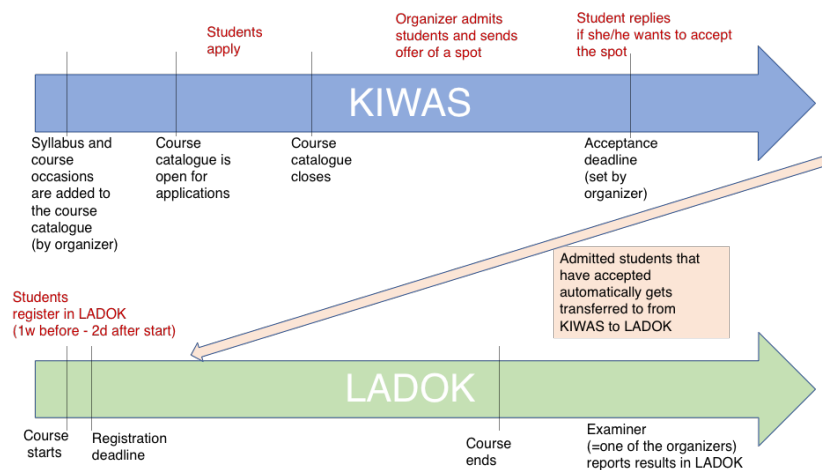 Students
apply
Organizer admits
students and sends
offer of a spot
Student replies
if she/he wants to accept
the spot
KIWAS
Syllabus and
course
occasions
are added to
the course
catalogue
(by organizer)
Course
catalogue is
open for
applications
Course
catalogue
closes
Acceptance
deadline
(set by
organizer)
Admitted students that
have accepted
automatically gets
transferred to from
KIWAS to LADOK
Students
register in LADOK
(1w before - 2d after start)
LADOK
Course
starts
Registration
deadline
Course
ends
Examiner
(=one of the organizers)
reports results in LADOK